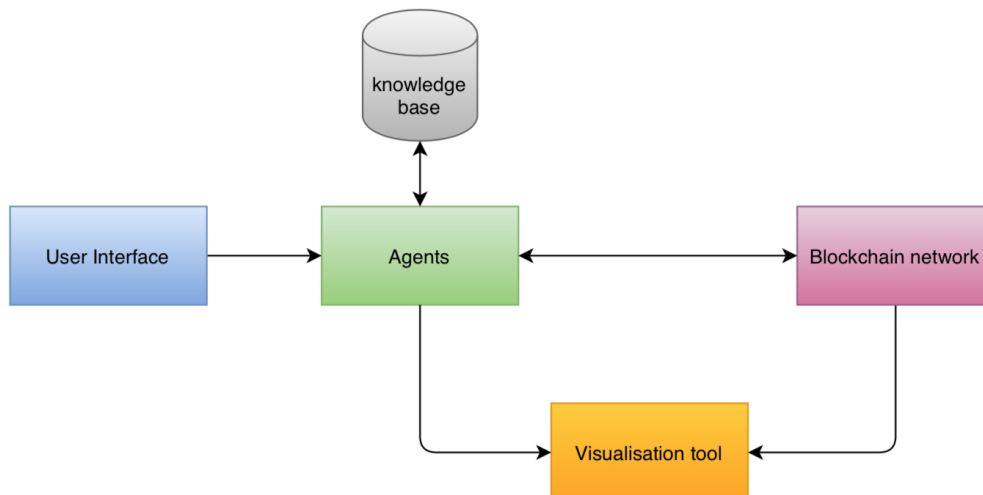 knowledge
base
User Interface
Agents
Blockchain network
Visualisation tool